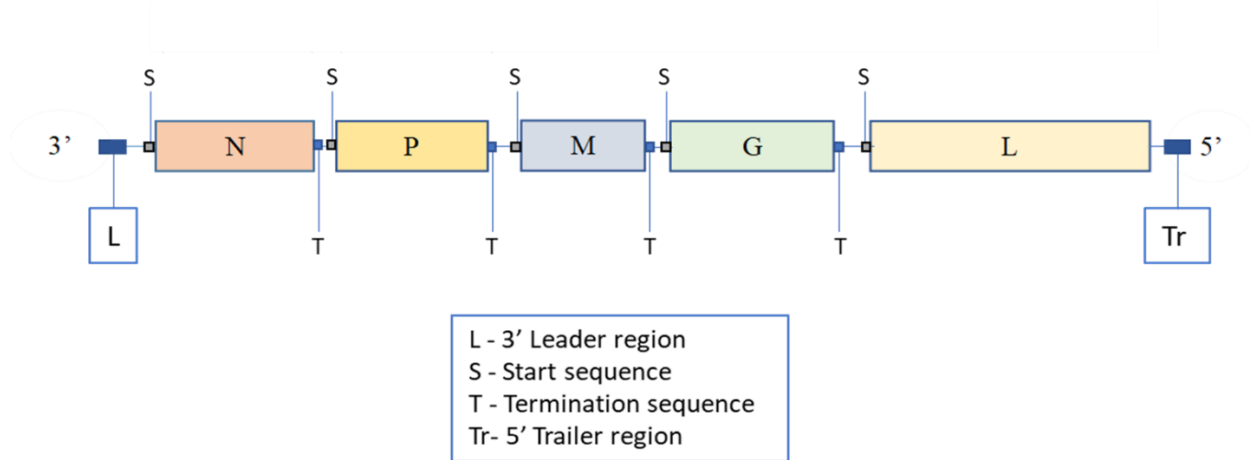 S S S S S
3’ N P M G L 5’
L Tr
T T T T
L - 3’ Leader region
S - Start sequence
T - Termination sequence
Tr- 5’ Trailer region